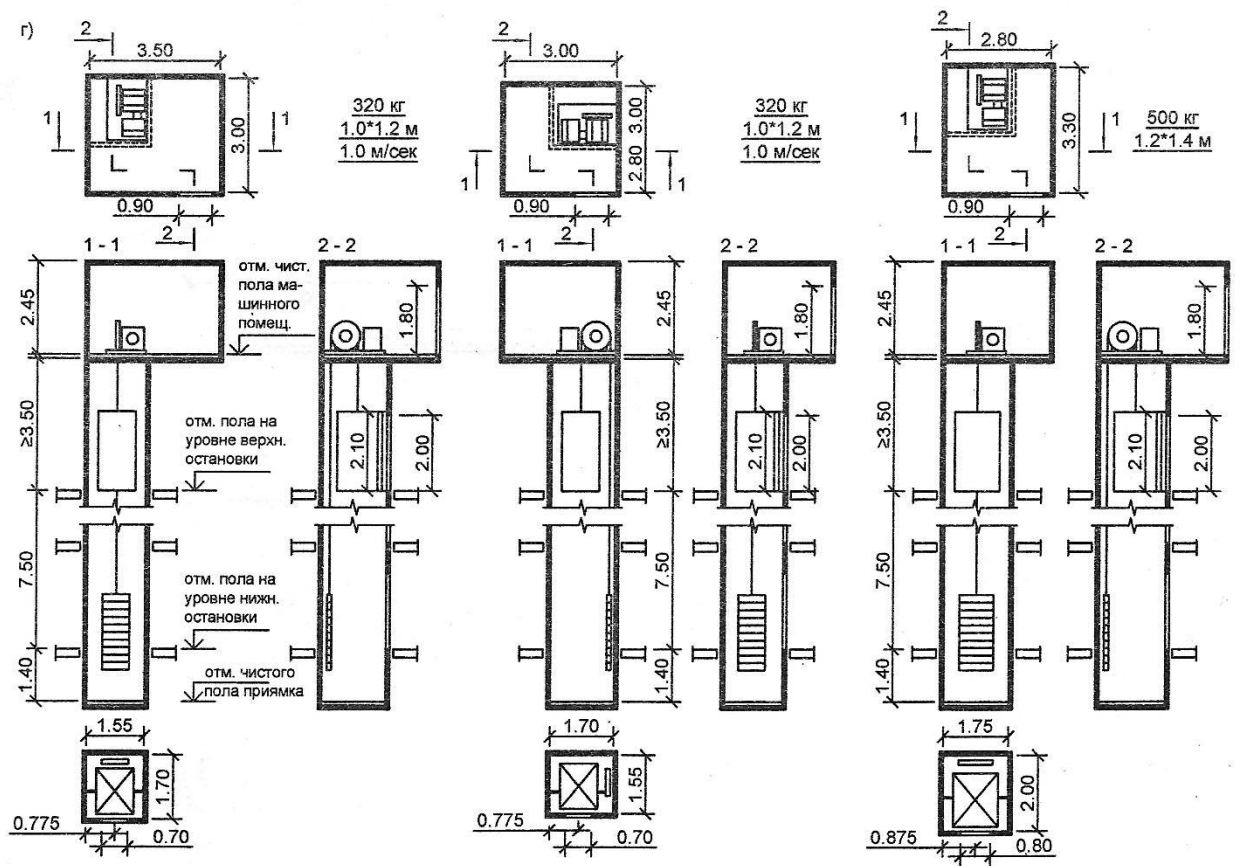 г)
2
3.50
3.00
1
1
0.90
2
320 кг
1.0*1.2 м
1.0 м/сек
2
3.00
2.80 3.00
1
1
0.90
2
320 кг
1.0*1.2 м
1.0 м/сек
2
2.80
3.30
1
1
0.90
2
500 кг
1.2*1.4 м
1 - 1
2 - 2
1 - 1
2 - 2
1 - 1
2 - 2
2.45
отм. чист.
пола ма-
шинного
помещ.
1.80
2.45
1.80
2.45
1.80
≥3.50
отм. пола на
уровне верхн.
остановки
2.10
2.00
≥3.50
2.10
2.00
≥3.50
2.10
2.00
7.50
отм. пола на
уровне нижн.
остановки
7.50
7.50
1.40
отм. чистого
пола приямка
1.40
1.40
1.55
1.70
0.775
0.70
1.70
1.55
0.775
0.70
1.75
2.00
0.875
0.80